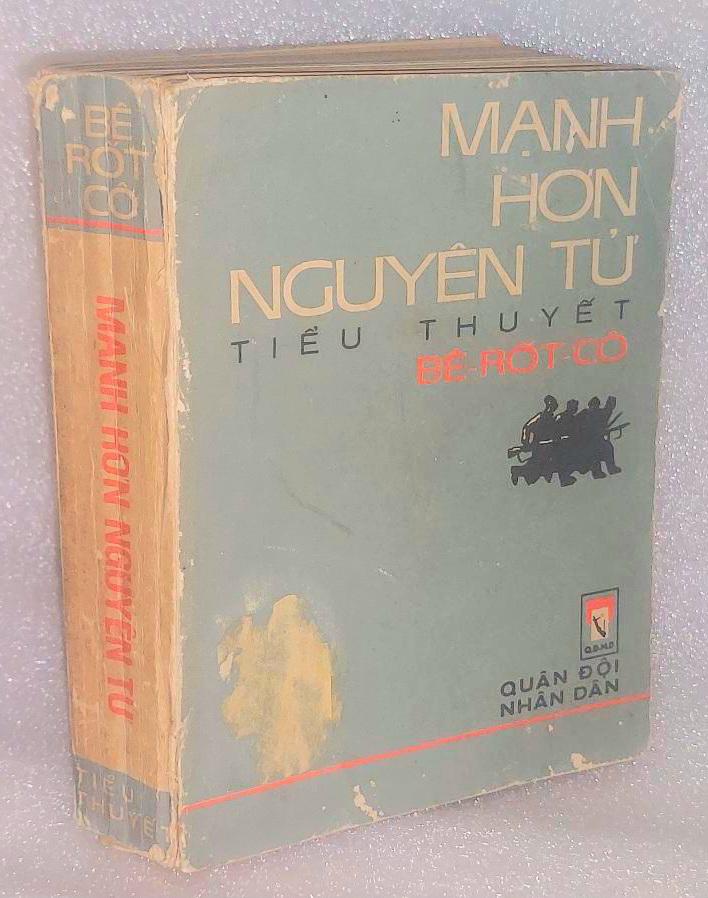 BÊ
RỐT
CÔ
MẠNH HƠN NGUYÊN TỬ
TIỂU
THUYẾT
MẠNH
HƠN
NGUYÊN TỬ
TIỂU THUYẾT
BÊ-RỐT-CÔ
Q.Đ.N.D
QUÂN ĐỘI
NHÂN DÂN